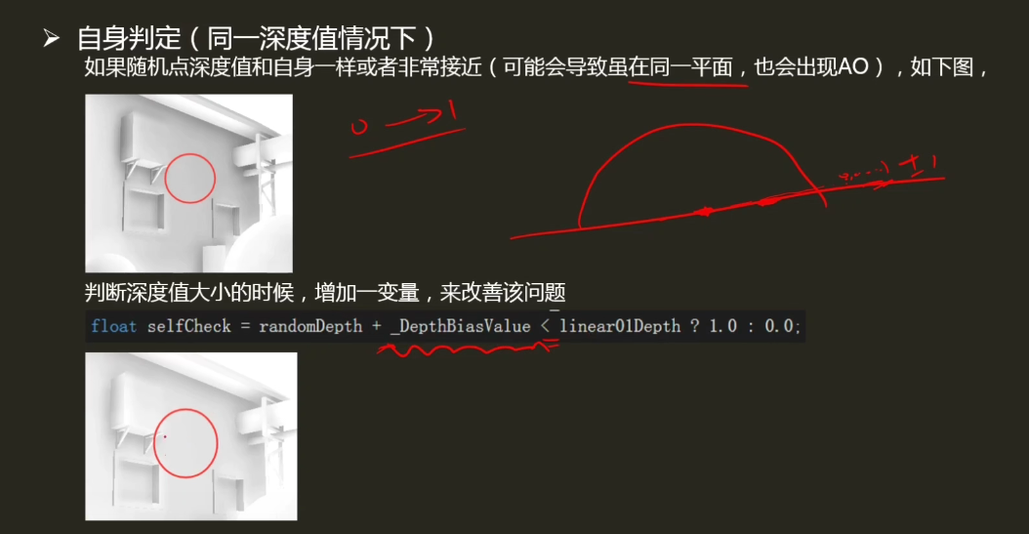 ➢ 自身判定（同一深度值情况下）
如果随机点深度值和自身一样或者非常接近（可能会导致虽在同一平面，也会出现AO），如下图，
0 → 1
+1
判断深度值大小的时候，增加一变量，来改善该问题
float selfCheck = randomDepth + _DepthBiasValue < linear01Depth ? 1.0 : 0.0;